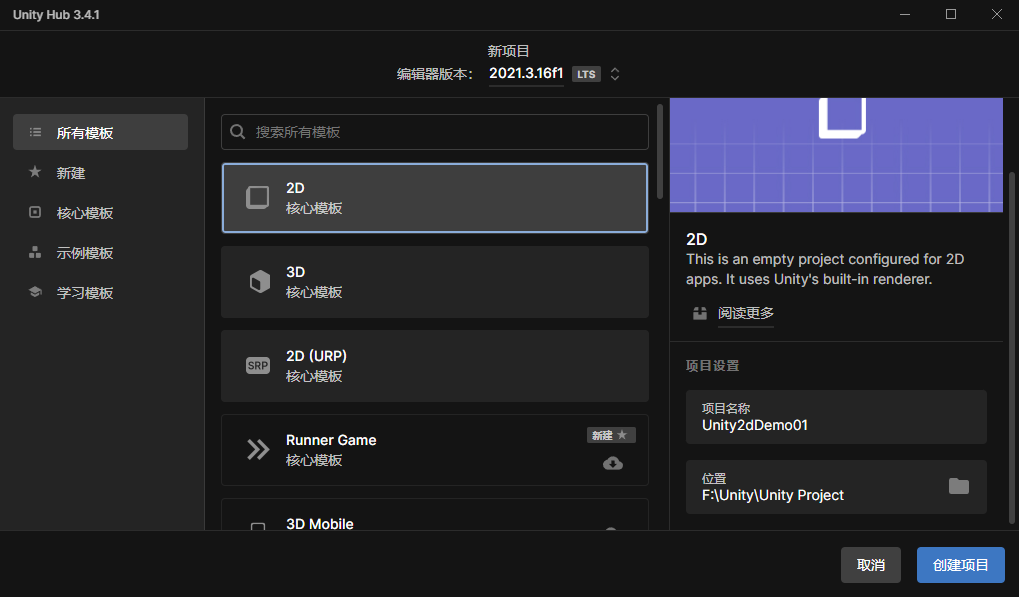 Unity Hub 3.4.1
新项目
编辑器版本: 2021.3.16f1 LTS
所有模板
新建
核心模板
示例模板
学习模板
搜索所有模板
2D
核心模板
3D
核心模板
SRP
2D (URP)
核心模板
Runner Game
核心模板
新建
3D Mobile
2D
This is an empty project configured for 2D
apps. It uses Unity's built-in renderer.
阅读更多
项目设置
项目名称
Unity2dDemo01
位置
F:\Unity\Unity Project
取消
创建项目